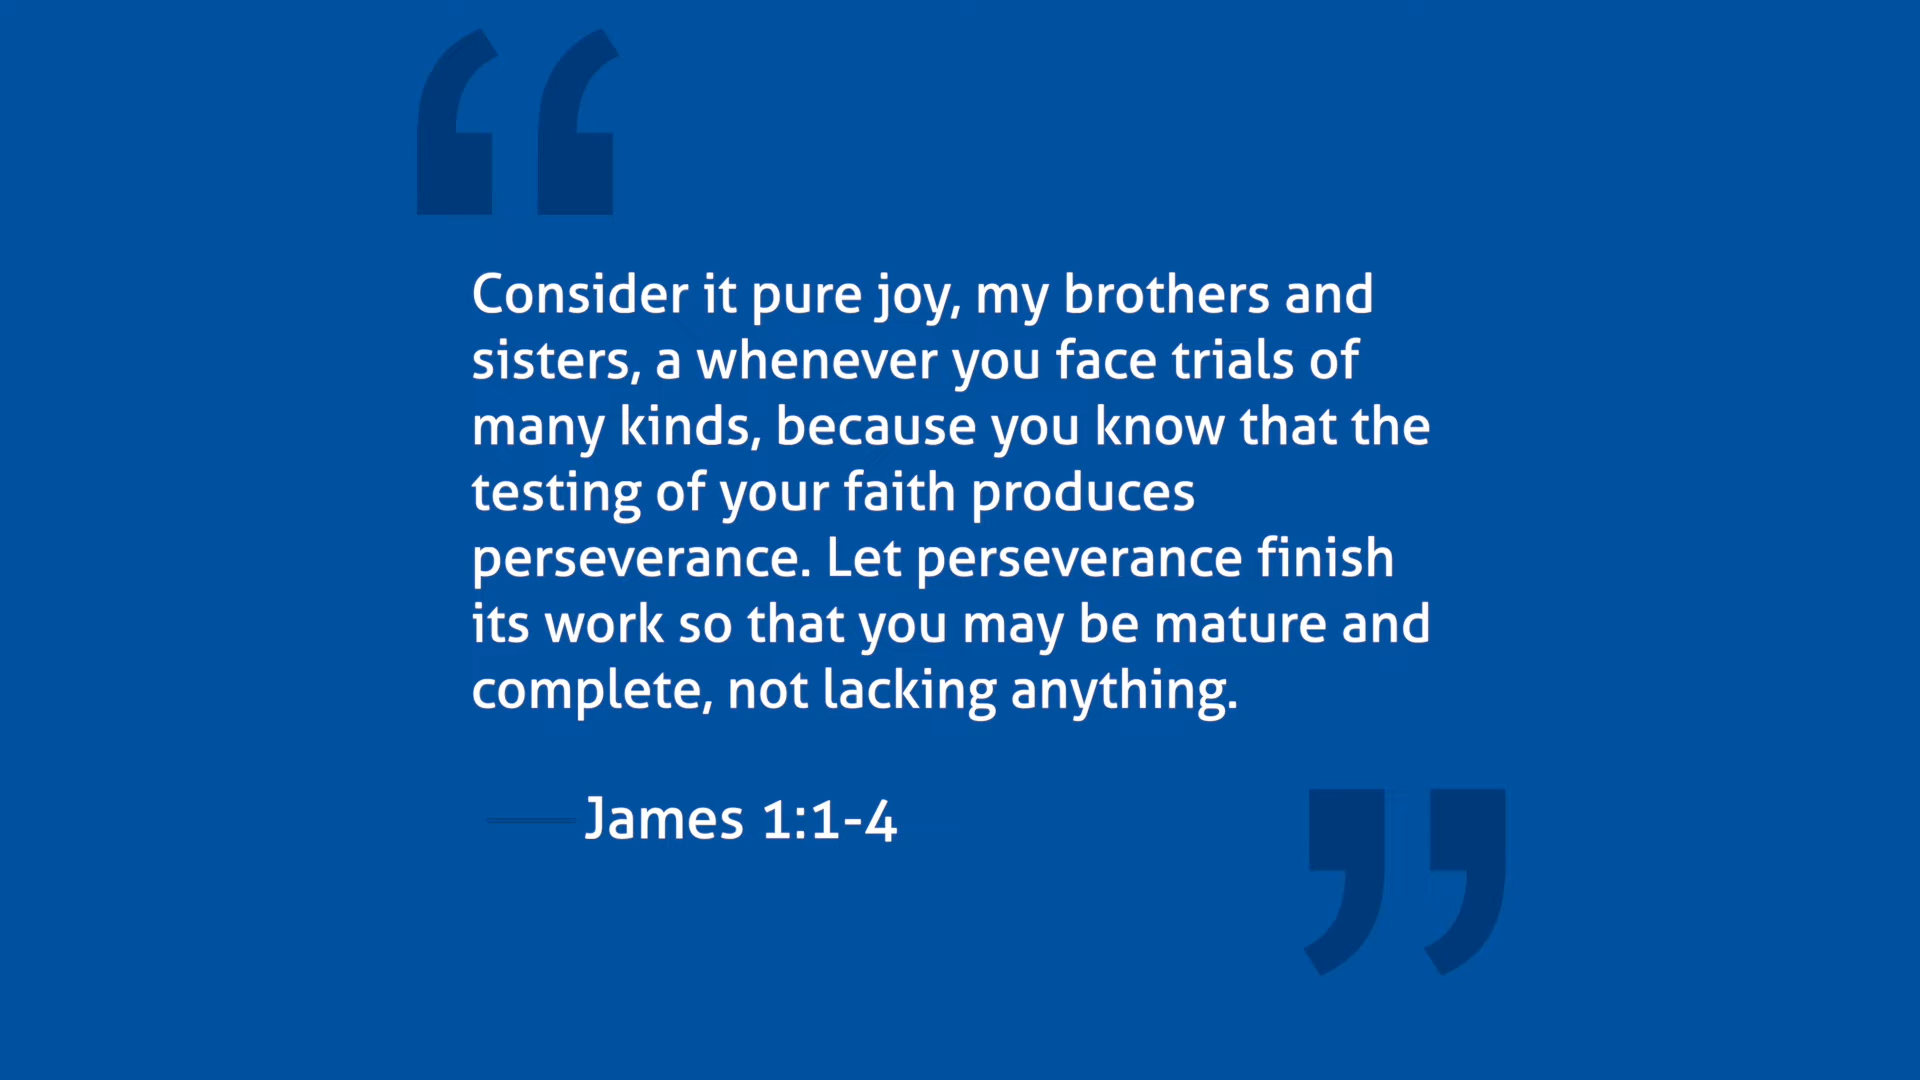 Consider it pure joy, my brothers and
sisters, a whenever you face trials of
many kinds, because you know that the
testing of your faith produces
perseverance. Let perseverance finish
its work so that you may be mature and
complete, not lacking anything.
James 1:1-4